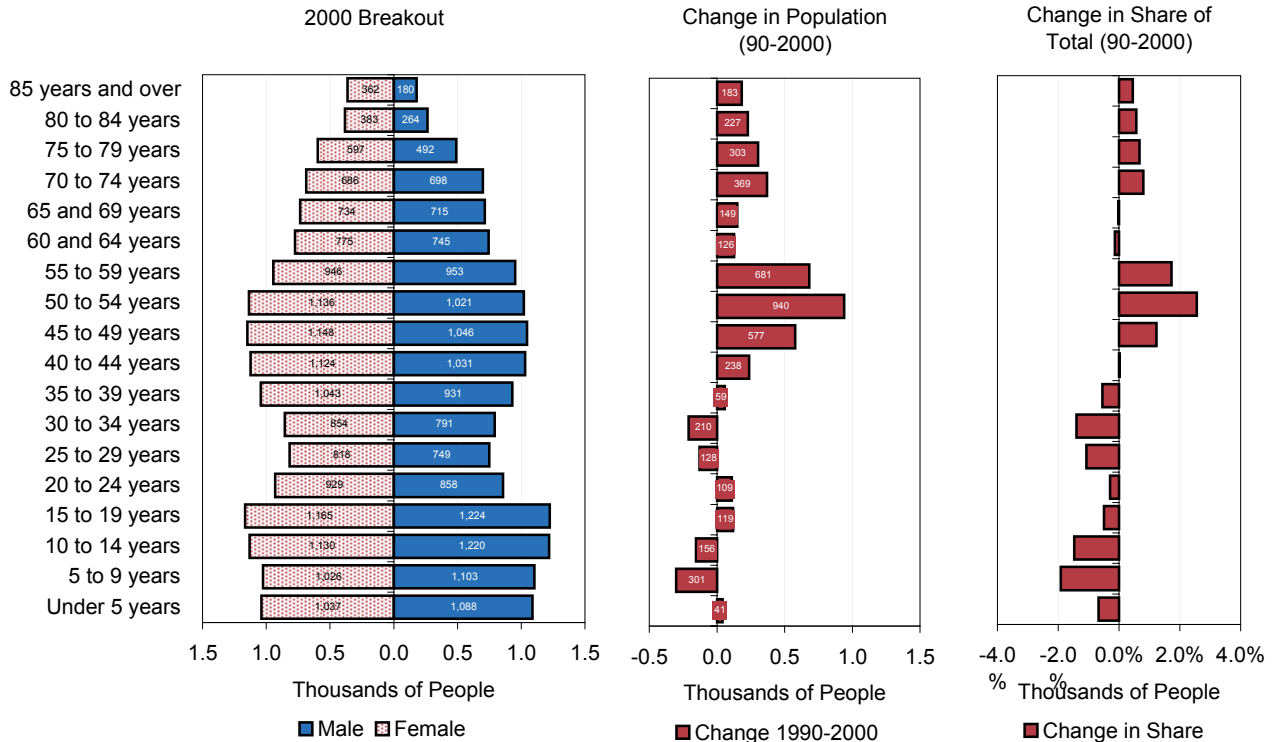 2000 Breakout
Change in Population
(90-2000)
Change in Share of
Total (90-2000)
85 years and over 362 180 183
80 to 84 years 383 264 227
75 to 79 years 597 492 303
70 to 74 years 686 698 369
65 and 69 years 734 715 149
60 and 64 years 775 745 126
55 to 59 years 946 953 681
50 to 54 years 1,136 1,021 940
45 to 49 years 1,148 1,046 577
40 to 44 years 1,124 1,031 238
35 to 39 years 1,043 931 59
30 to 34 years 854 791 210
25 to 29 years 818 749 128
20 to 24 years 929 858 109
15 to 19 years 1,165 1,224 119
10 to 14 years 1,130 1,220 156
5 to 9 years 1,026 1,103 301
Under 5 years 1,037 1,088 41
1.5 1.0 0.5 0.0 0.5 1.0 1.5
-0.5 0.0 0.5 1.0 1.5
-4.0 -2.0 0.0% 2.0% 4.0%
% %
Thousands of People
Thousands of People
Thousands of People
Male Female
Change 1990-2000
Change in Share